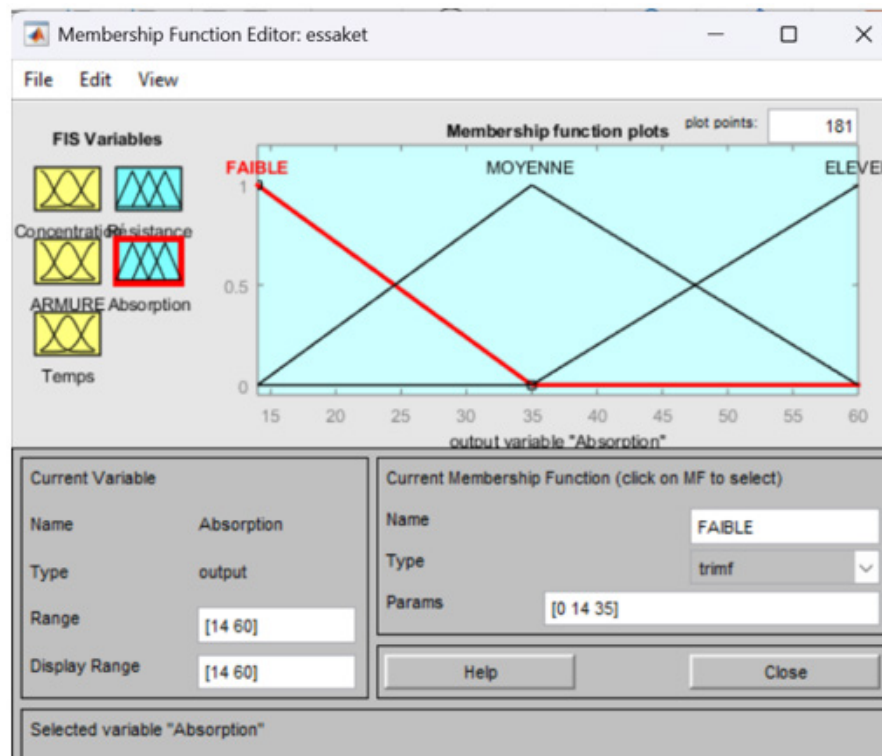 Membership Function Editor: essaket
File Edit View
FIS Variables
Membership function plots
plot points: 181
FAIBLE MOYENNE ELEVEE
Concentration Résistance
ARMURE Absorption
Temps
1
0.5
0
15 20 25 30 35 40 45 50 55 60
output variable "Absorption"
Current Variable
Name Absorption
Type output
Range [14 60]
Display Range [14 60]
Current Membership Function (click on MF to select)
Name FAIBLE
Type trimf
Params [0 14 35]
Help Close
Selected variable "Absorption"